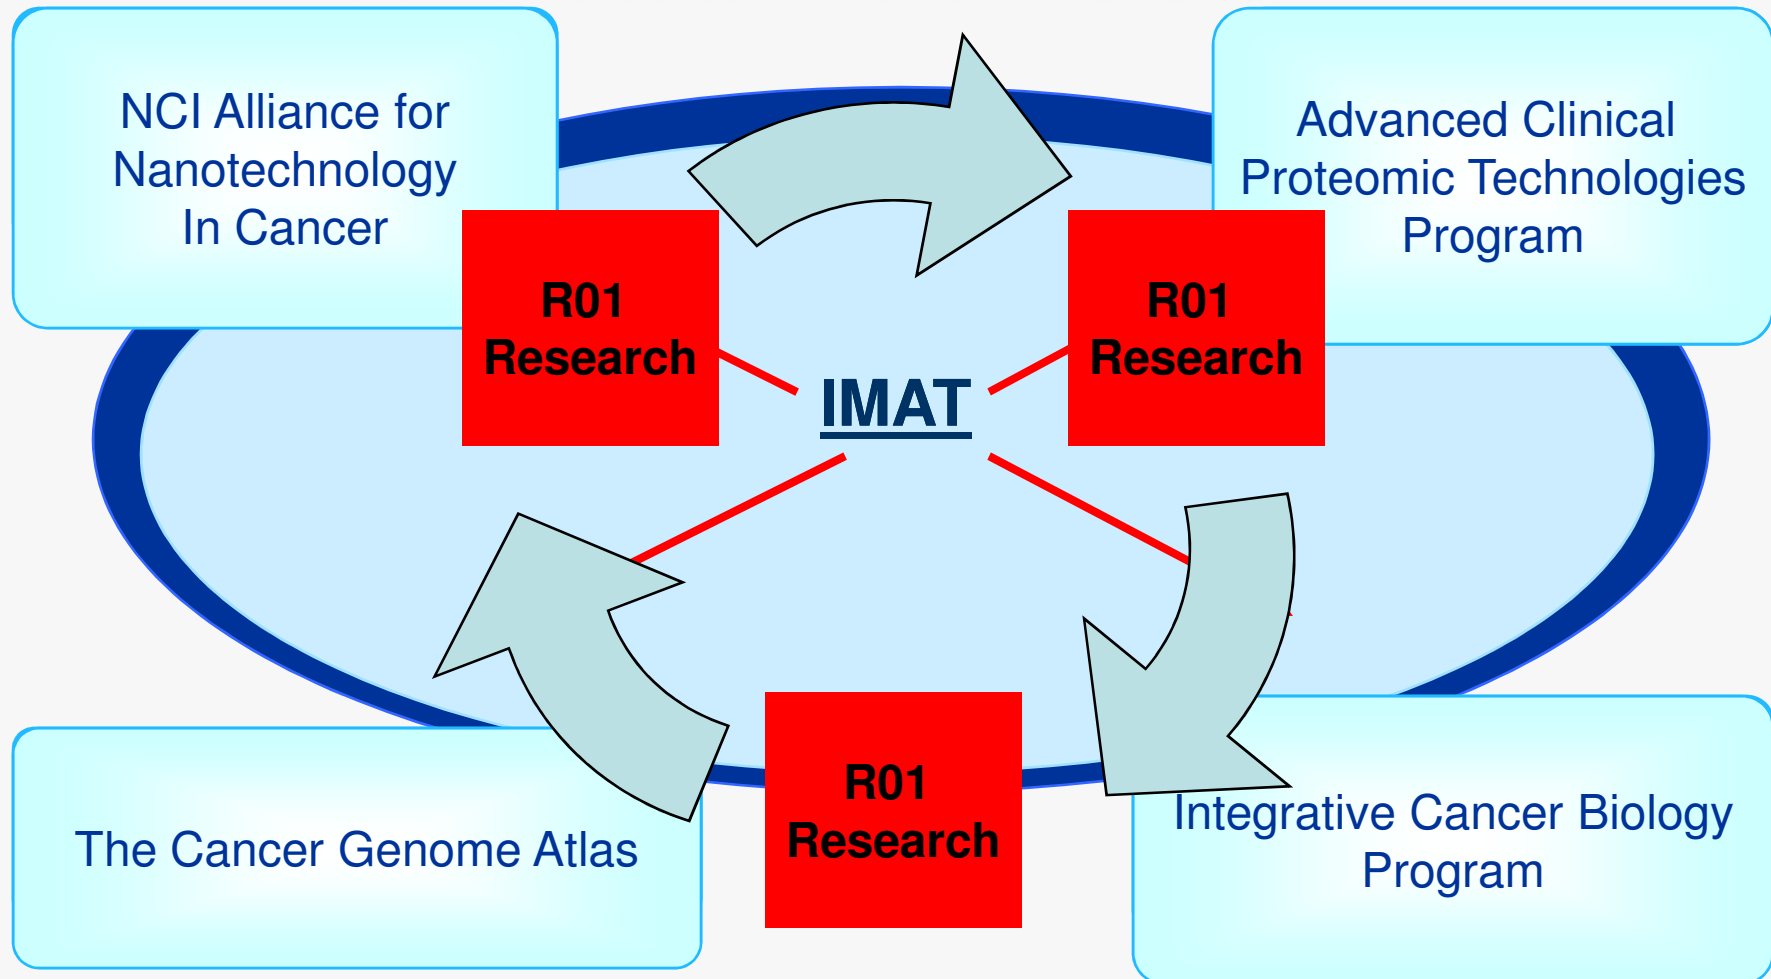 NCI Alliance for
Nanotechnology
In Cancer
Advanced Clinical
Proteomic Technologies
Program
R01
Research
R01
Research
IMAT
The Cancer Genome Atlas
R01
Research
Integrative Cancer Biology
Program